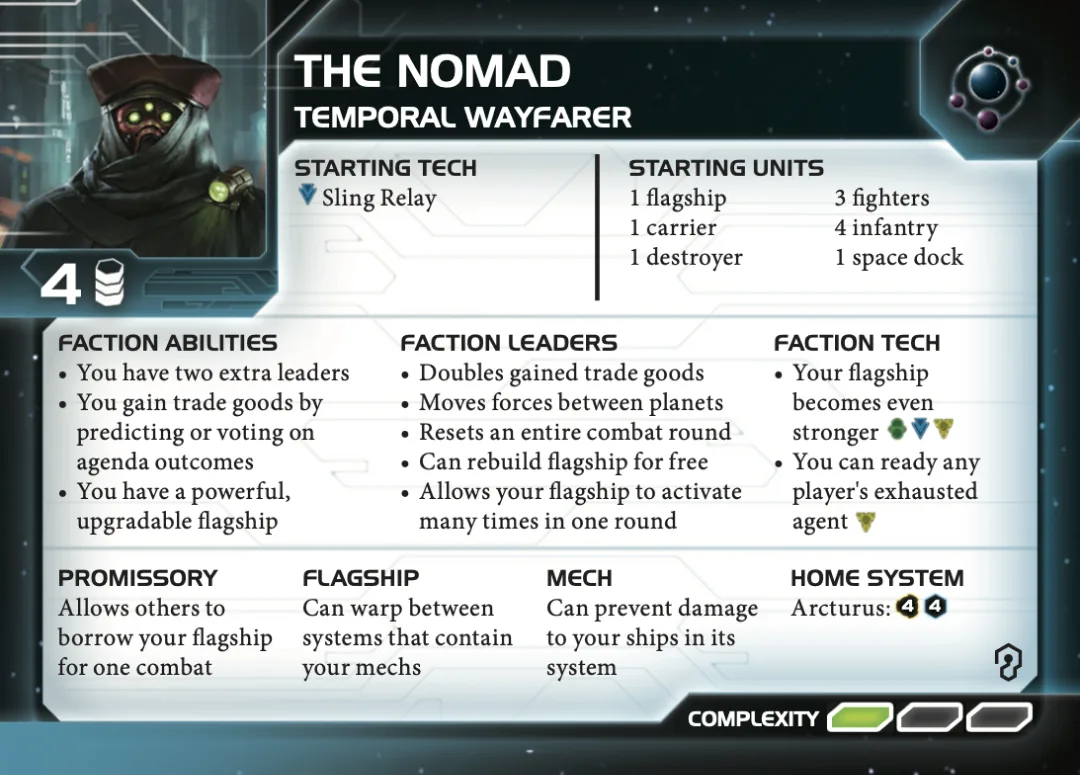 THE NOMAD
TEMPORAL WAYFARER
4
STARTING TECH
Sling Relay
STARTING UNITS
1 flagship
1 carrier
1 destroyer
3 fighters
4 infantry
1 space dock
FACTION ABILITIES
• You have two extra leaders
• You gain trade goods by
predicting or voting on
agenda outcomes
• You have a powerful,
upgradable flagship
FACTION LEADERS
• Doubles gained trade goods
• Moves forces between planets
• Resets an entire combat round
• Can rebuild flagship for free
• Allows your flagship to activate
many times in one round
FACTION TECH
• Your flagship
becomes even
stronger
• You can ready any
player's exhausted
agent
PROMISSORY
Allows others to
borrow your flagship
for one combat
FLAGSHIP
Can warp between
systems that contain
your mechs
MECH
Can prevent damage
to your ships in its
system
HOME SYSTEM
Arcturus: 4 4
COMPLEXITY